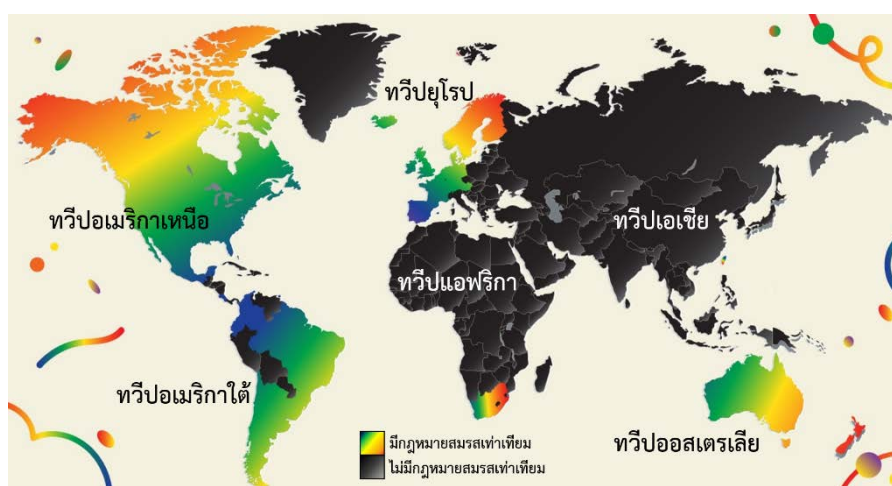 ทวีปยุโรป
ทวีปอเมริกาเหนือ
ทวีปเอเชีย
ทวีปแอฟริกา
ทวีปอเมริกาใต้
ทวีปออสเตรเลีย
มีกฎหมายสมรสเท่าเทียม
ไม่มีกฎหมายสมรสเท่าเทียม